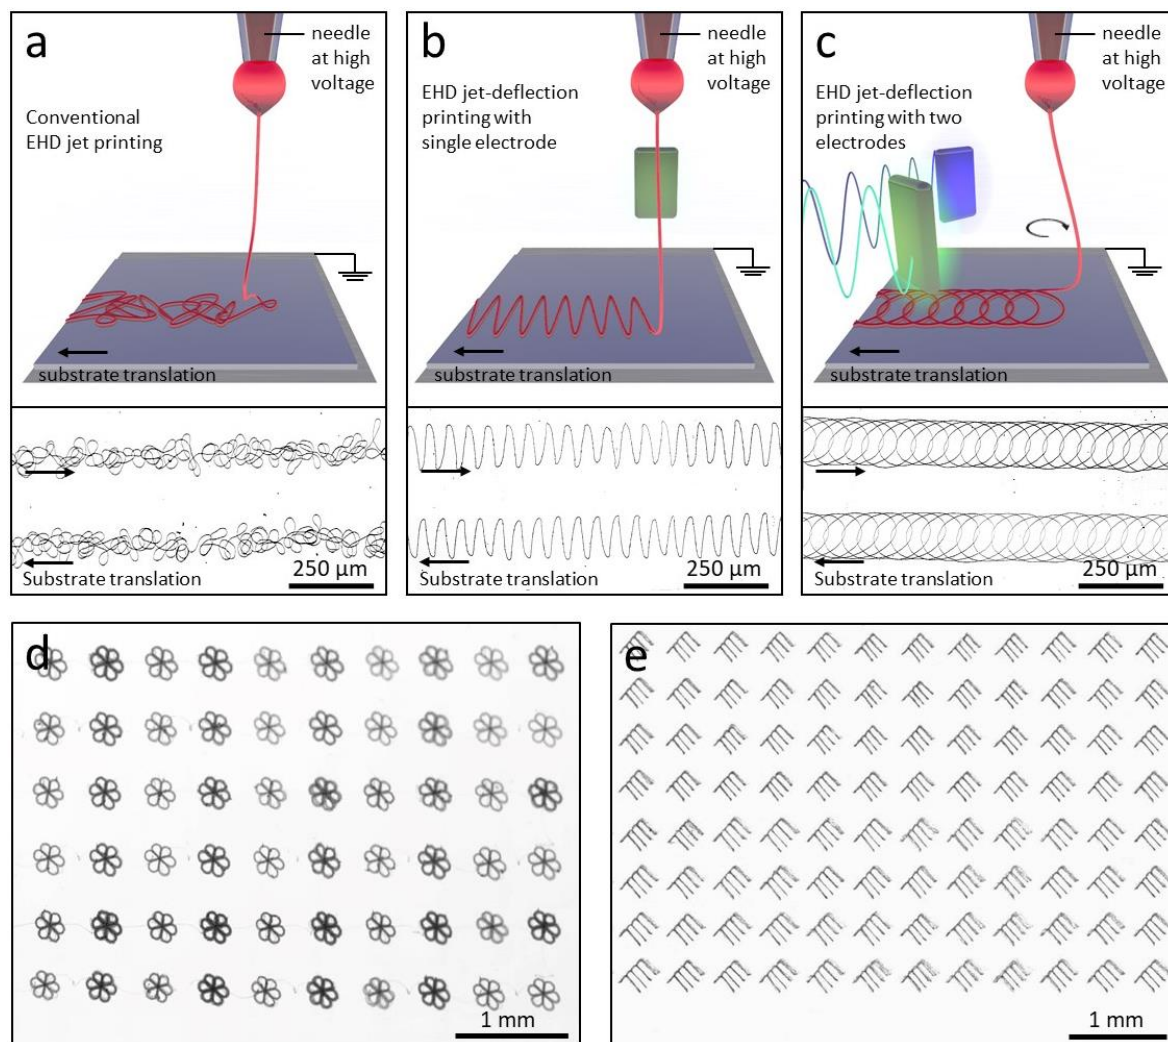 a
needle
at high
voltage
Conventional
EHD jet printing
substrate translation
250 µm
Substrate translation
b
needle
at high
voltage
EHD jet-deflection
printing with
single electrode
substrate translation
250 µm
Substrate translation
c
needle
at high
voltage
EHD jet-deflection
printing with two
electrodes
substrate translation
250 µm
Substrate translation
d
1 mm
e
1 mm